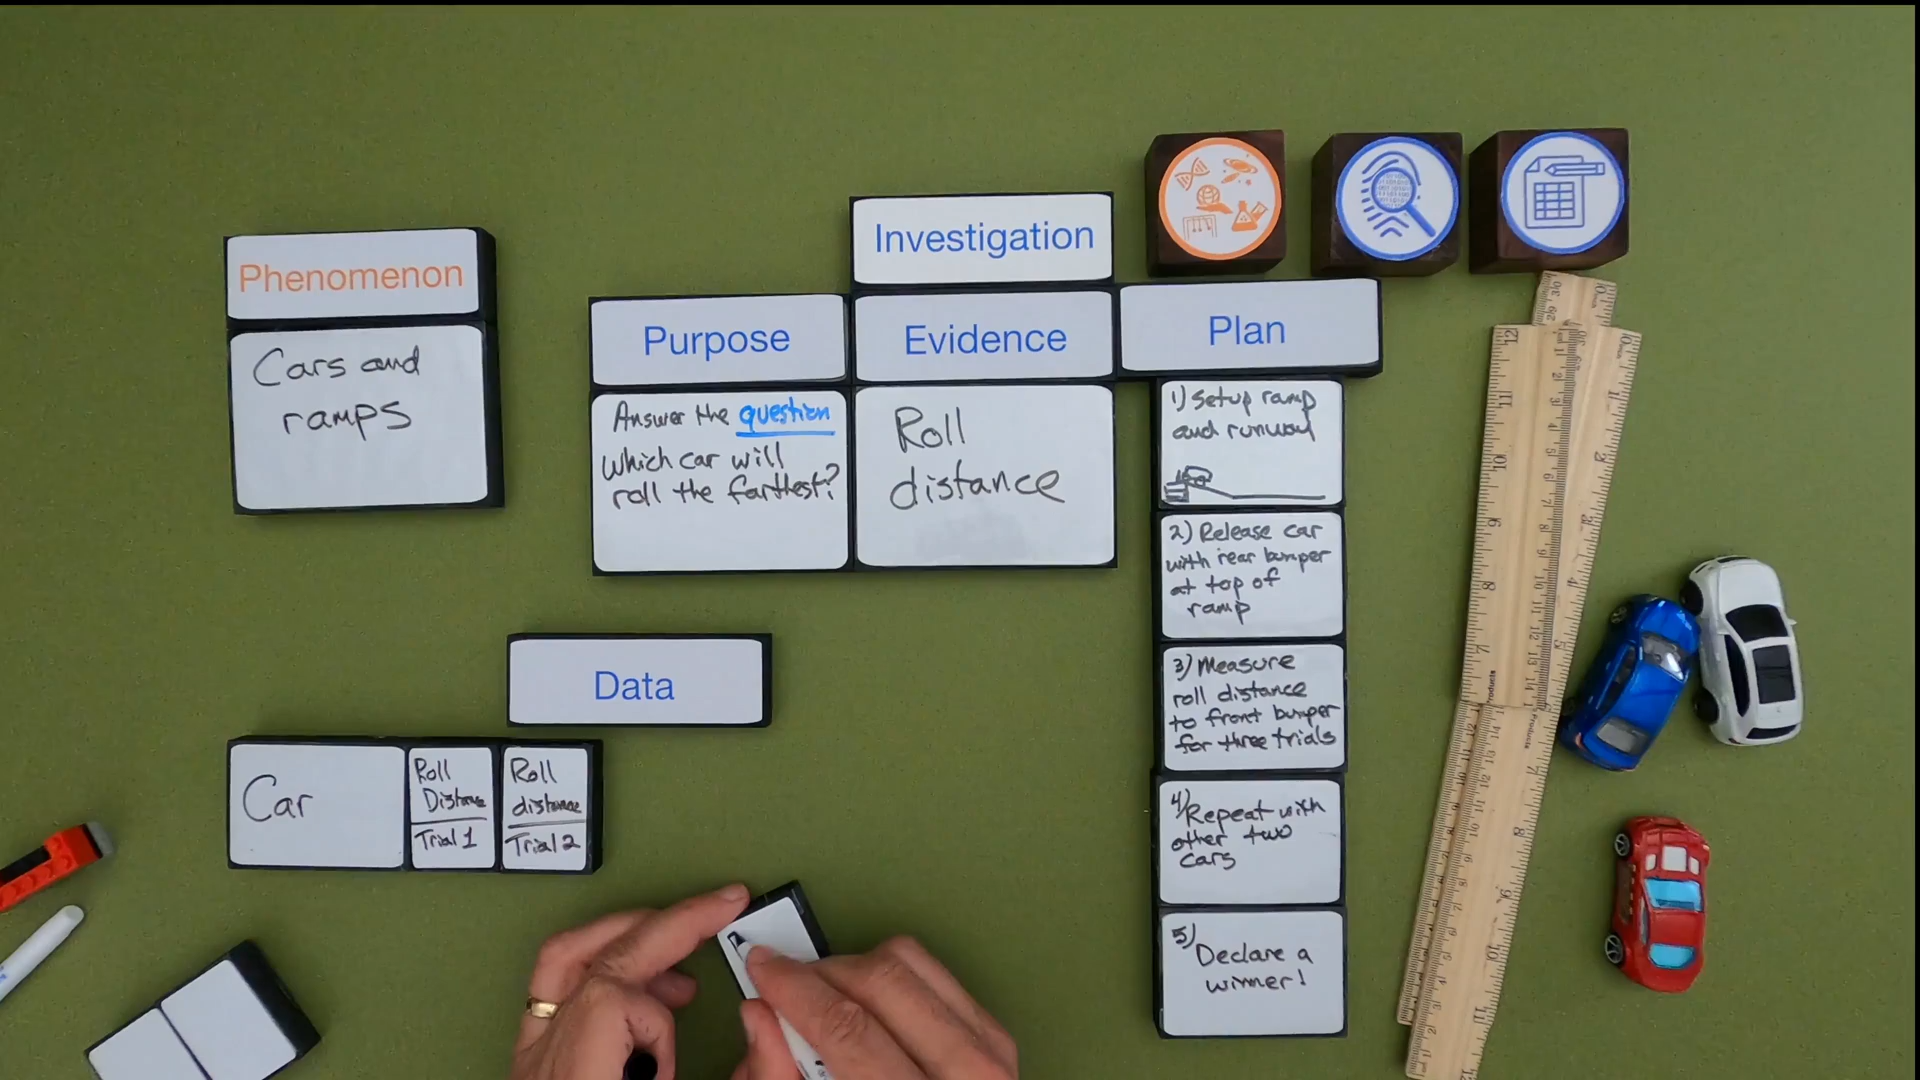 Phenomenon
Cars and
ramps
Investigation
Purpose
Answer the question
Which car will
roll the farthest?
Evidence
Roll
distance
Plan
1) Setup ramp
and runway
2) Release car
with rear bumper
at top of
ramp
3) Measure
roll distance
to front bumper
for three trials
4) Repeat with
other two
cars
5) Declare a
winner!
Data
Car
Roll
Distance
Trial 1
Roll
distance
Trial 2